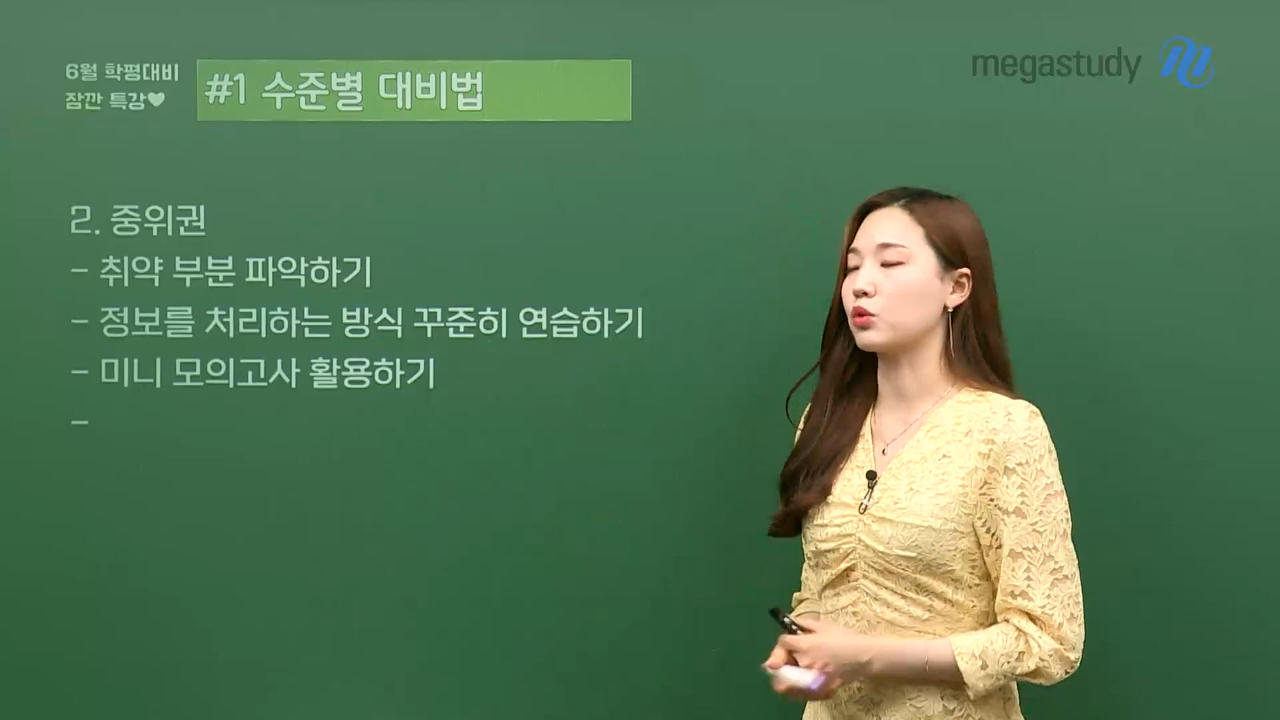 6월 학평대비
잠깐 특강♥
#1 수준별 대비법
megastudy
2. 중위권
- 취약 부분 파악하기
- 정보를 처리하는 방식 꾸준히 연습하기
- 미니 모의고사 활용하기
-